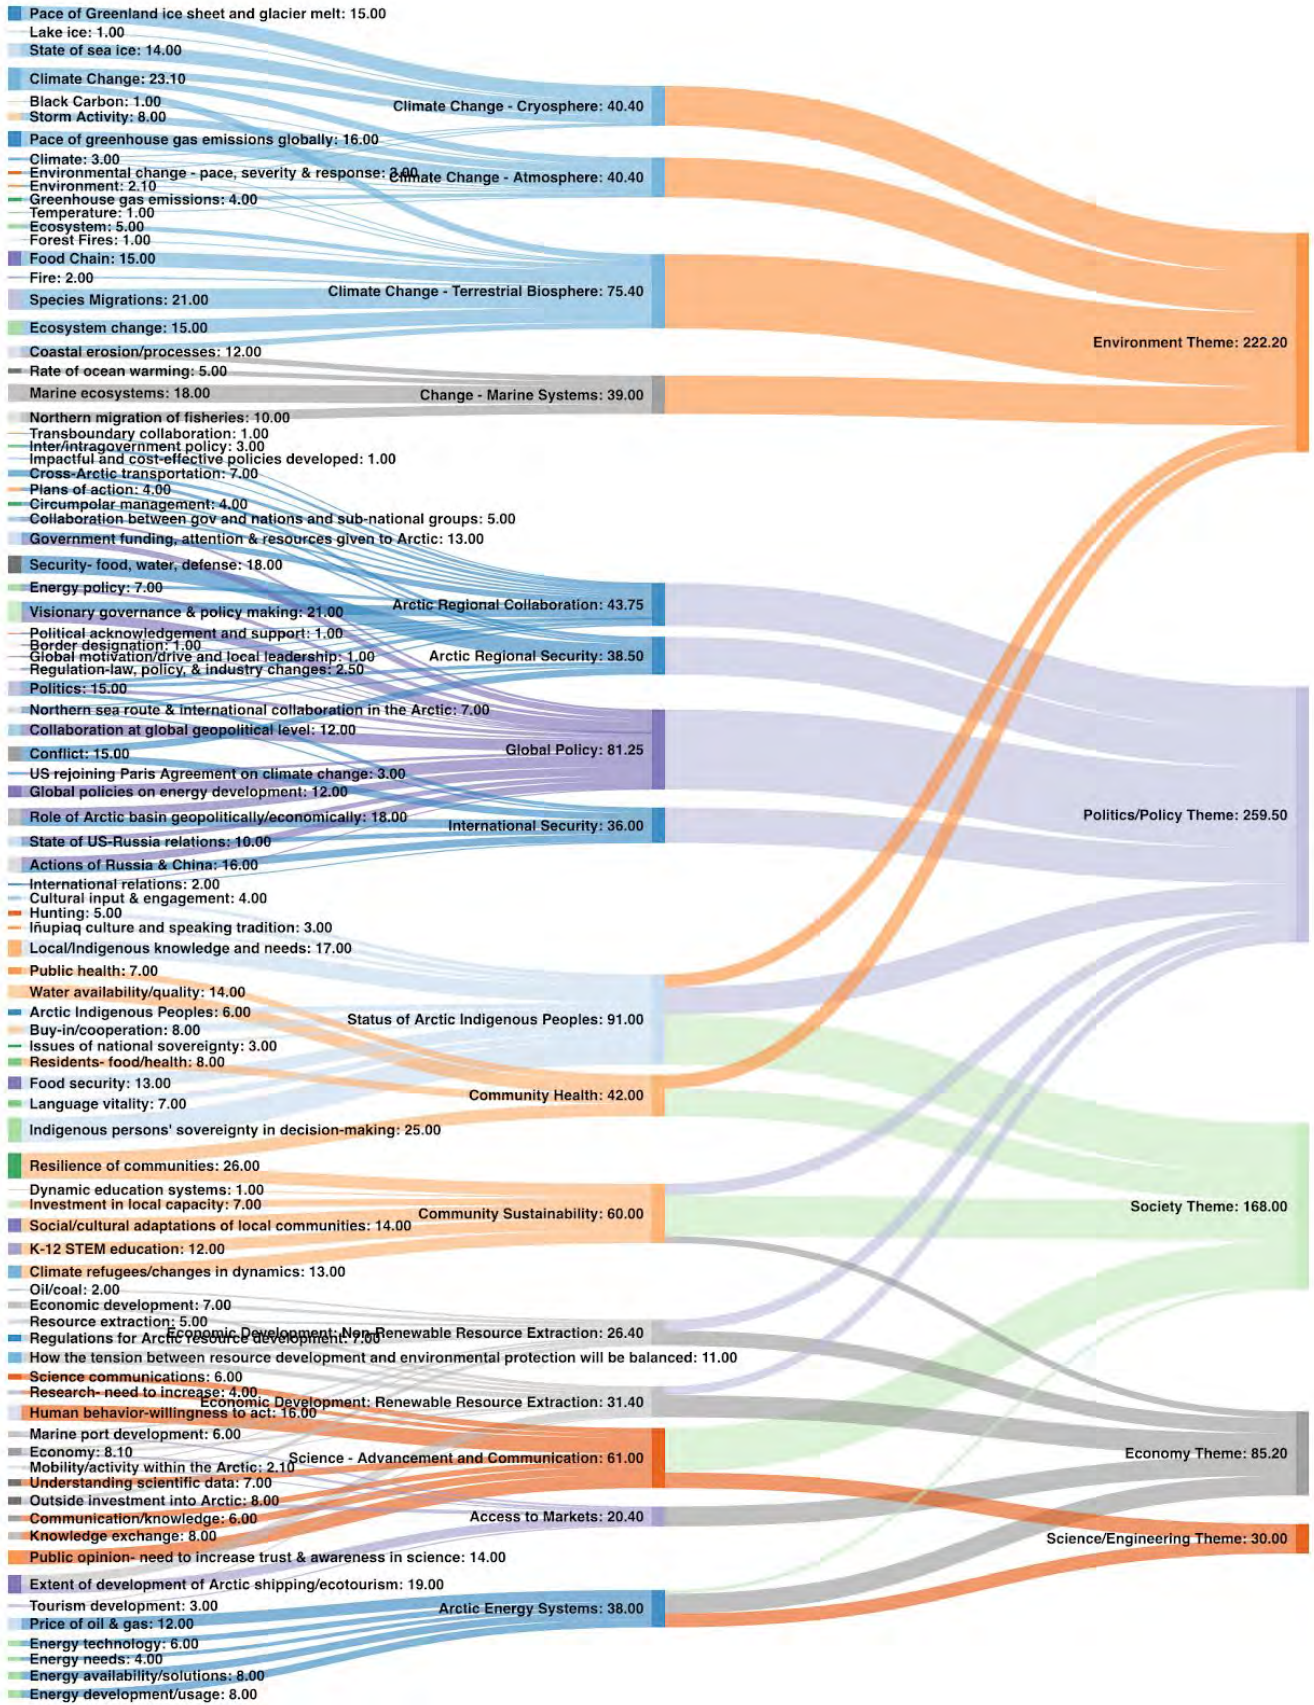 Pace of Greenland ice sheet and glacier melt: 15.00
Lake ice: 1.00
State of sea ice: 14.00
Climate Change: 23.10
Black Carbon: 1.00
Storm Activity: 8.00
Pace of greenhouse gas emissions globally: 16.00
Climate: 3.00
Environmental change - pace, severity & response: 3.00
Environment: 2.10
Greenhouse gas emissions: 4.00
Temperature: 1.00
Ecosystem: 5.00
Forest Fires: 1.00
Food Chain: 15.00
Fire: 2.00
Species Migrations: 21.00
Ecosystem change: 15.00
Coastal erosion/processes: 12.00
Rate of ocean warming: 5.00
Marine ecosystems: 18.00
Northern migration of fisheries: 10.00
Transboundary collaboration: 1.00
Inter/intragovernment policy: 3.00
Impactful and cost-effective policies developed: 1.00
Cross-Arctic transportation: 7.00
Plans of action: 4.00
Circumpolar management: 4.00
Collaboration between gov and nations and sub-national groups: 5.00
Government funding, attention & resources given to Arctic: 13.00
Security- food, water, defense: 18.00
Energy policy: 7.00
Visionary governance & policy making: 21.00
Political acknowledgement and support: 1.00
Border designation: 1.00
Global motivation/drive and local leadership: 1.00
Regulation-law, policy, & industry changes: 2.50
Politics: 15.00
Northern sea route & international collaboration in the Arctic: 7.00
Collaboration at global geopolitical level: 12.00
Conflict: 15.00
US rejoining Paris Agreement on climate change: 3.00
Global policies on energy development: 12.00
Role of Arctic basin geopolitically/economically: 18.00
State of US-Russia relations: 10.00
Actions of Russia & China: 16.00
International relations: 2.00
Cultural input & engagement: 4.00
Hunting: 5.00
Iñupiaq culture and speaking tradition: 3.00
Local/Indigenous knowledge and needs: 17.00
Public health: 7.00
Water availability/quality: 14.00
Arctic Indigenous Peoples: 6.00
Buy-in/cooperation: 8.00
Issues of national sovereignty: 3.00
Residents- food/health: 8.00
Food security: 13.00
Language vitality: 7.00
Indigenous persons' sovereignty in decision-making: 25.00
Resilience of communities: 26.00
Dynamic education systems: 1.00
Investment in local capacity: 7.00
Social/cultural adaptations of local communities: 14.00
K-12 STEM education: 12.00
Climate refugees/changes in dynamics: 13.00
Oil/coal: 2.00
Economic development: 7.00
Resource extraction: 5.00
Regulations for Arctic resource development: 7.00
How the tension between resource development and environmental protection will be balanced: 11.00
Science communications: 6.00
Research- need to increase: 4.00
Human behavior-willingness to act: 16.00
Marine port development: 6.00
Economy: 8.10
Mobility/activity within the Arctic: 2.10
Understanding scientific data: 7.00
Outside investment into Arctic: 8.00
Communication/knowledge: 6.00
Knowledge exchange: 8.00
Public opinion- need to increase trust & awareness in science: 14.00
Extent of development of Arctic shipping/ecotourism: 19.00
Tourism development: 3.00
Price of oil & gas: 12.00
Energy technology: 6.00
Energy needs: 4.00
Energy availability/solutions: 8.00
Energy development/usage: 8.00
Climate Change - Cryosphere: 40.40
Climate Change - Atmosphere: 40.40
Climate Change - Terrestrial Biosphere: 75.40
Change - Marine Systems: 39.00
Arctic Regional Collaboration: 43.75
Arctic Regional Security: 38.50
Global Policy: 81.25
International Security: 36.00
Status of Arctic Indigenous Peoples: 91.00
Community Health: 42.00
Community Sustainability: 60.00
Economic Development: Non-Renewable Resource Extraction: 26.40
Economic Development: Renewable Resource Extraction: 31.40
Science - Advancement and Communication: 61.00
Access to Markets: 20.40
Arctic Energy Systems: 38.00
Environment Theme: 222.20
Politics/Policy Theme: 259.50
Society Theme: 168.00
Economy Theme: 85.20
Science/Engineering Theme: 30.00